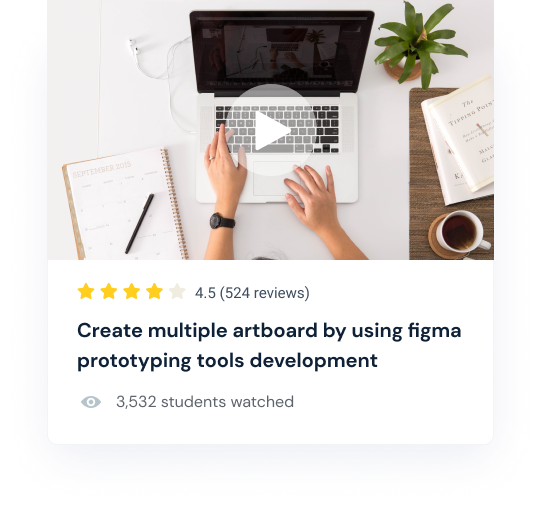 SEPTEMBER 2015
The
TIPPING POINT
4.5 (524 reviews)
Create multiple artboard by using figma
prototyping tools development
3,532 students watched